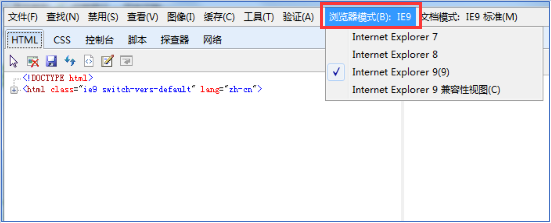 文件(F) 查找(N) 禁用(S) 查看(V) 图像(I) 缓存(C) 工具(T) 验证(A) 浏览器模式(B): IE9 文档模式: IE9 标准(M)
HTML CSS 控制台 脚本 探查器 网络
Internet Explorer 7
Internet Explorer 8
Internet Explorer 9(9)
Internet Explorer 9 兼容性视图(C)
<!DOCTYPE html>
<html class="ie9 switch-vers-default" lang="zh-cn">